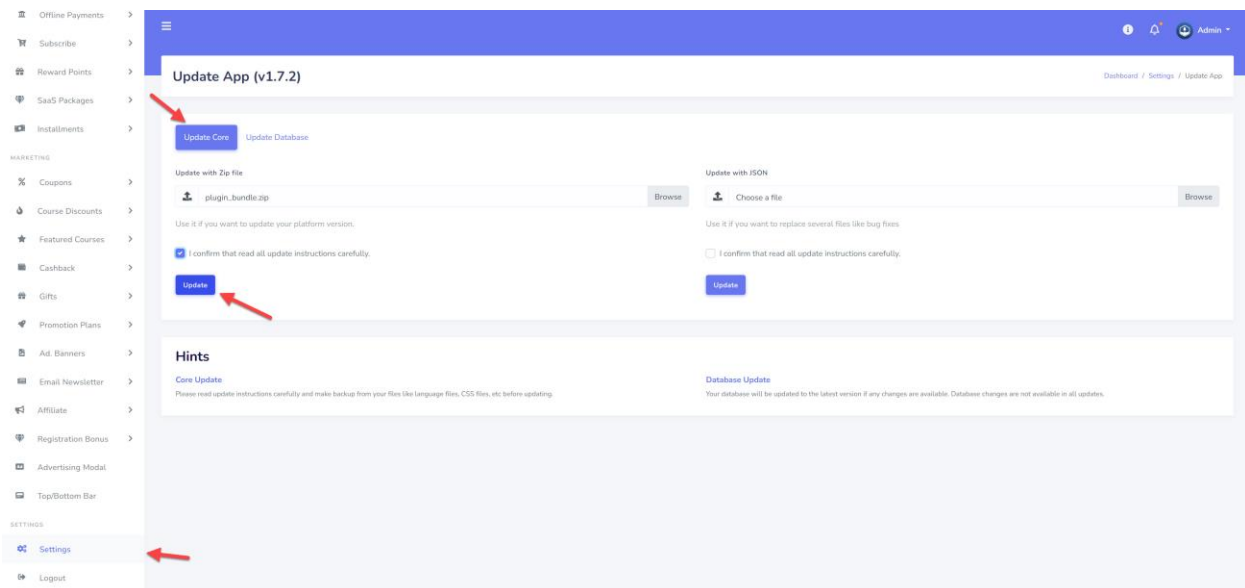 Offline Payments
Subscribe
Reward Points
SaaS Packages
Installments
MARKETING
Coupons
Course Discounts
Featured Courses
Cashback
Gifts
Promotion Plans
Ad. Banners
Email Newsletter
Affiliate
Registration Bonus
Advertising Modal
Top/Bottom Bar
SETTINGS
Settings
Logout
Admin
Update App (v1.7.2)
Dashboard / Settings / Update App
Update Core Update Database
Update with Zip file
plugin_bundle.zip Browse
Use it if you want to update your platform version.
I confirm that read all update instructions carefully.
Update
Update with JSON
Choose a file Browse
Use it if you want to replace several files like bug fixes
I confirm that read all update instructions carefully.
Update
Hints
Core Update
Please read update instructions carefully and make backup from your files like language files, CSS files, etc before updating.
Database Update
Your database will be updated to the latest version if any changes are available. Database changes are not available in all updates.